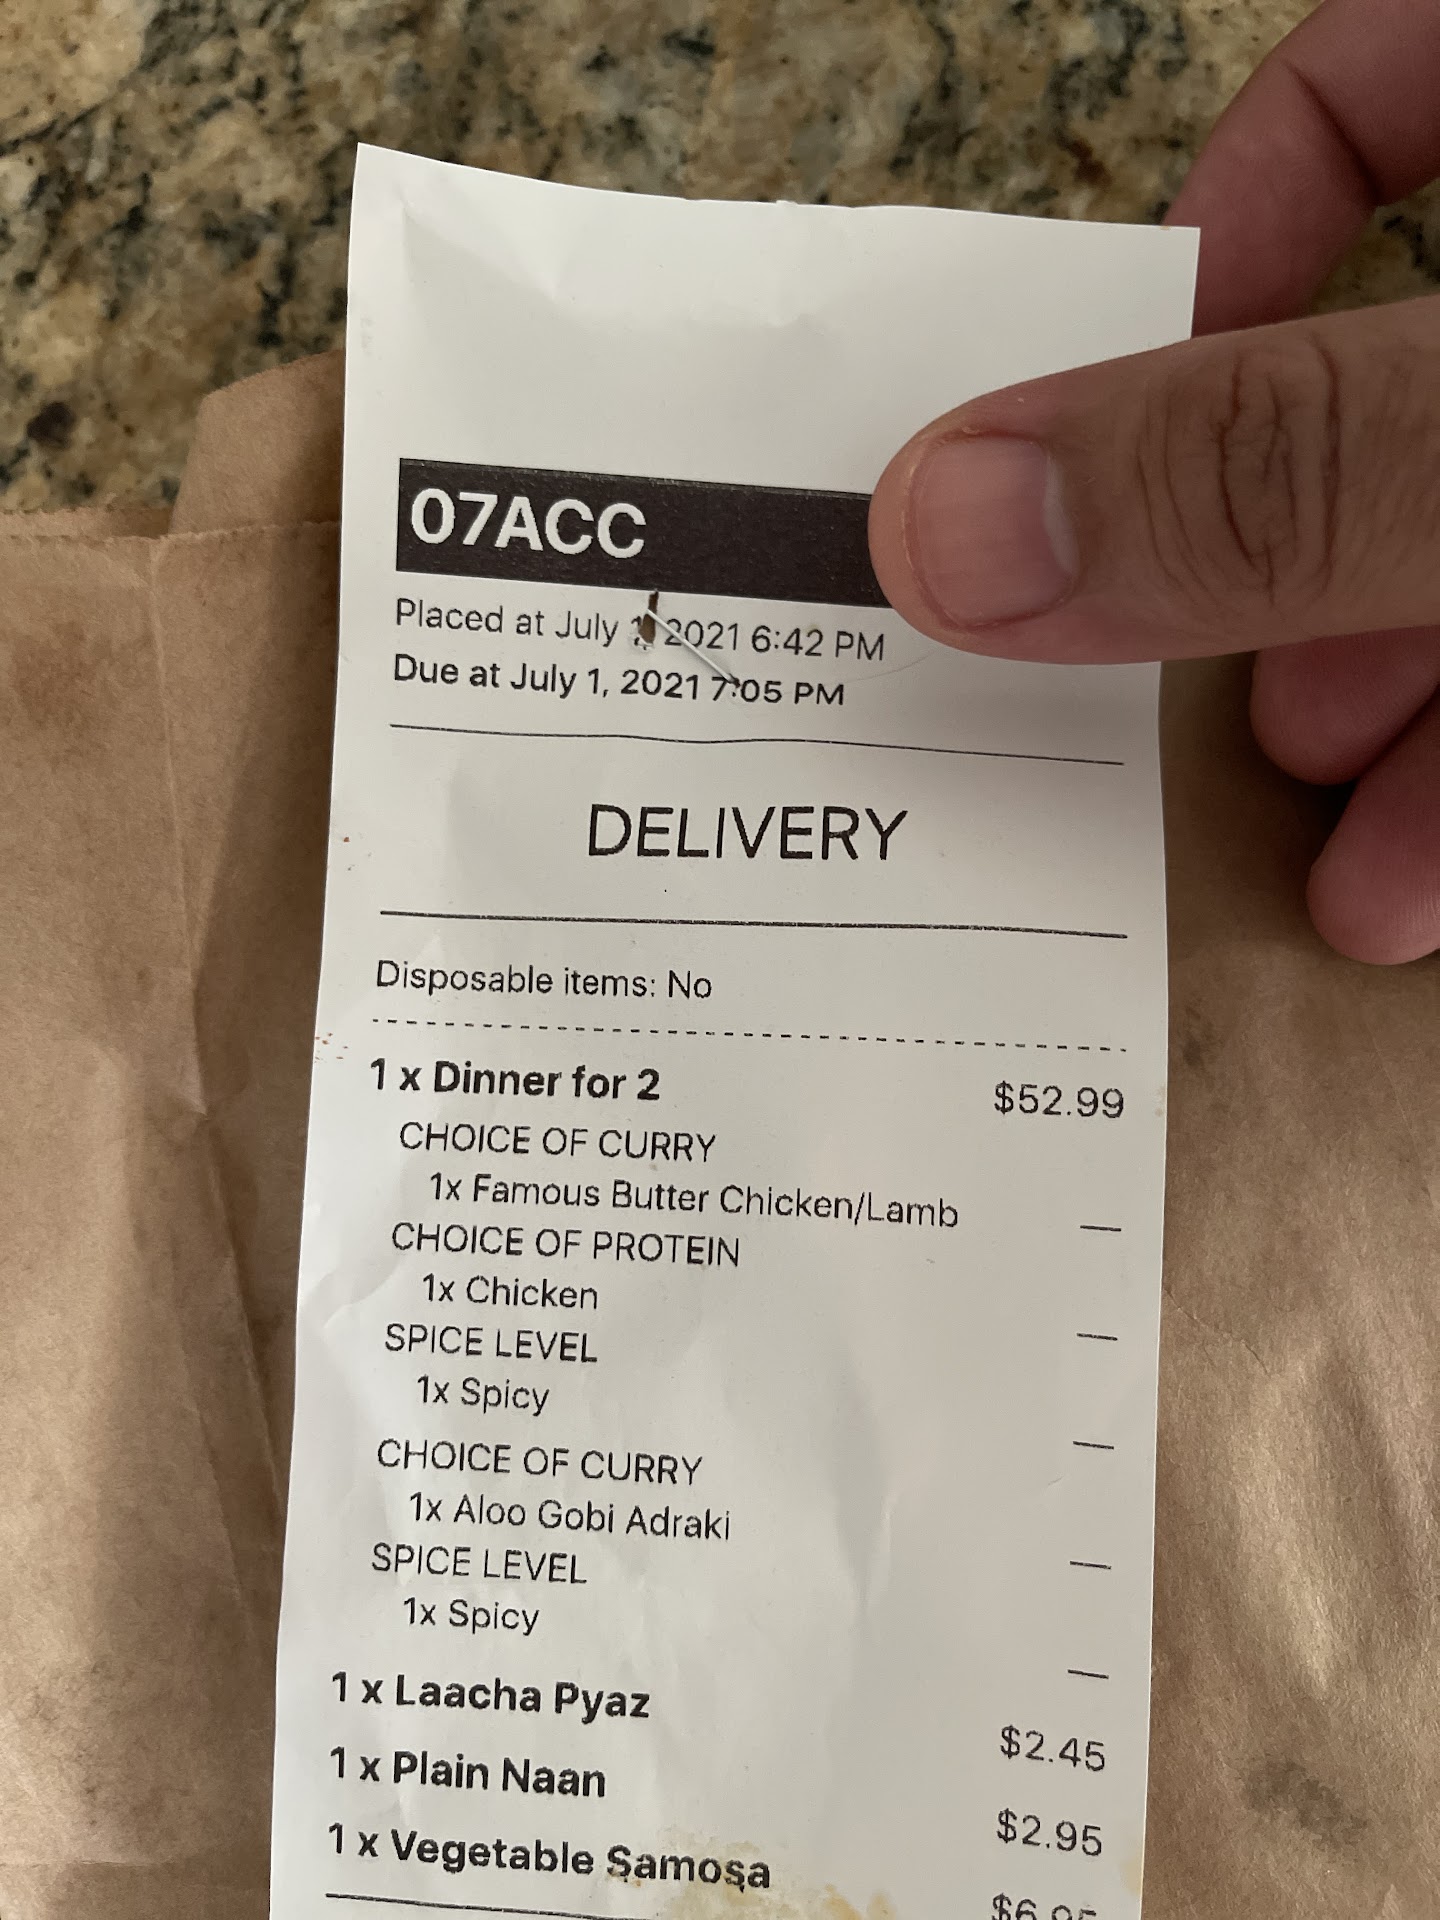 07ACC
Placed at July 1, 2021 6:42 PM
Due at July 1, 2021 7:05 PM
DELIVERY
Disposable items: No
1 x Dinner for 2 $52.99
CHOICE OF CURRY
1x Famous Butter Chicken/Lamb —
CHOICE OF PROTEIN
1x Chicken —
SPICE LEVEL
1x Spicy —
CHOICE OF CURRY
1x Aloo Gobi Adraki —
SPICE LEVEL
1x Spicy —
1 x Laacha Pyaz $2.45
1 x Plain Naan $2.95
1 x Vegetable Samosa